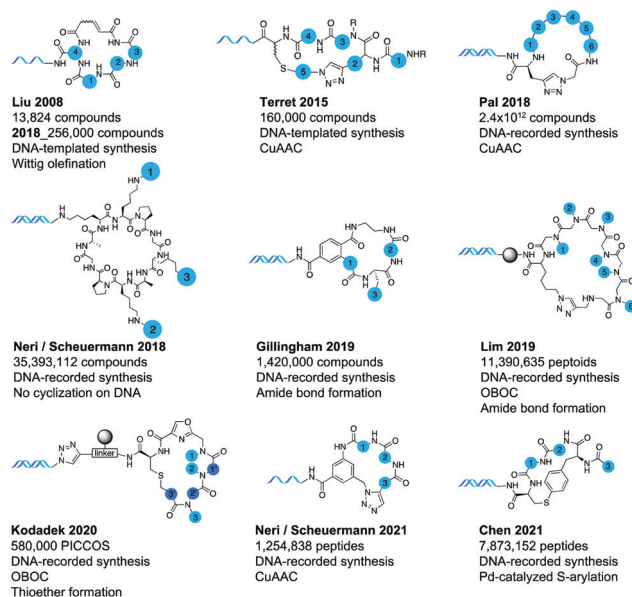 Liu 2008
13,824 compounds
2018_256,000 compounds
DNA-templated synthesis
Wittig olefination
Terret 2015
160,000 compounds
DNA-templated synthesis
CuAAC
Pal 2018
2.4x10¹² compounds
DNA-recorded synthesis
CuAAC
Neri / Scheuermann 2018
35,393,112 compounds
DNA-recorded synthesis
No cyclization on DNA
Gillingham 2019
1,420,000 compounds
DNA-recorded synthesis
Amide bond formation
Lim 2019
11,390,635 peptoids
DNA-recorded synthesis
OBOC
Amide bond formation
linker
Kodadek 2020
580,000 PICCOS
DNA-recorded synthesis
OBOC
Thioether formation
Neri / Scheuermann 2021
1,254,838 peptides
DNA-recorded synthesis
CuAAC
Chen 2021
7,873,152 peptides
DNA-recorded synthesis
Pd-catalyzed S-arylation